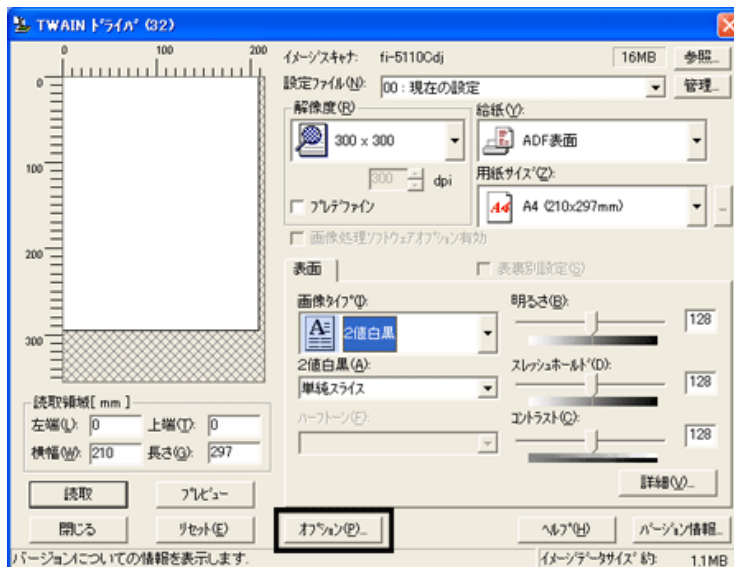 TWAIN ﾄﾞﾗｲﾊﾞ (32)
0 100 200
0
100
200
300
ｲﾒｰｼﾞｽｷｬﾅ: fi-5110Cdj 16MB 参照...
設定ﾌｧｲﾙ(N): 00 : 現在の設定 管理...
解像度(R)
300 x 300
300 dpi
ﾌﾟﾚﾃﾞﾌｧｲﾝ
給紙(Y):
ADF表面
用紙ｻｲｽﾞ(Z):
A4 A4 (210x297mm) ...
画像処理ｿﾌﾄｳｪｱｵﾌﾟｼｮﾝ有効
表面
表裏別設定(S)
画像ﾀｲﾌﾟ(I):
2値白黒
2値白黒(A):
単純ｽﾗｲｽ
ﾊｰﾌﾄｰﾝ(F):
明るさ(B):
128
ｽﾚｯｼｭﾎｰﾙﾄﾞ(D):
128
ｺﾝﾄﾗｽﾄ(C):
128
詳細(V)...
読取領域[ mm ]
左端(L): 0 上端(T): 0
横幅(W): 210 長さ(G): 297
読取 ﾌﾟﾚﾋﾞｭｰ
閉じる ﾘｾｯﾄ(E) ｵﾌﾟｼｮﾝ(P)... ﾍﾙﾌﾟ(H) ﾊﾞｰｼﾞｮﾝ情報...
バージョンについての情報を表示します. ｲﾒｰｼﾞﾃﾞｰﾀｻｲｽﾞ 約: 1.1MB